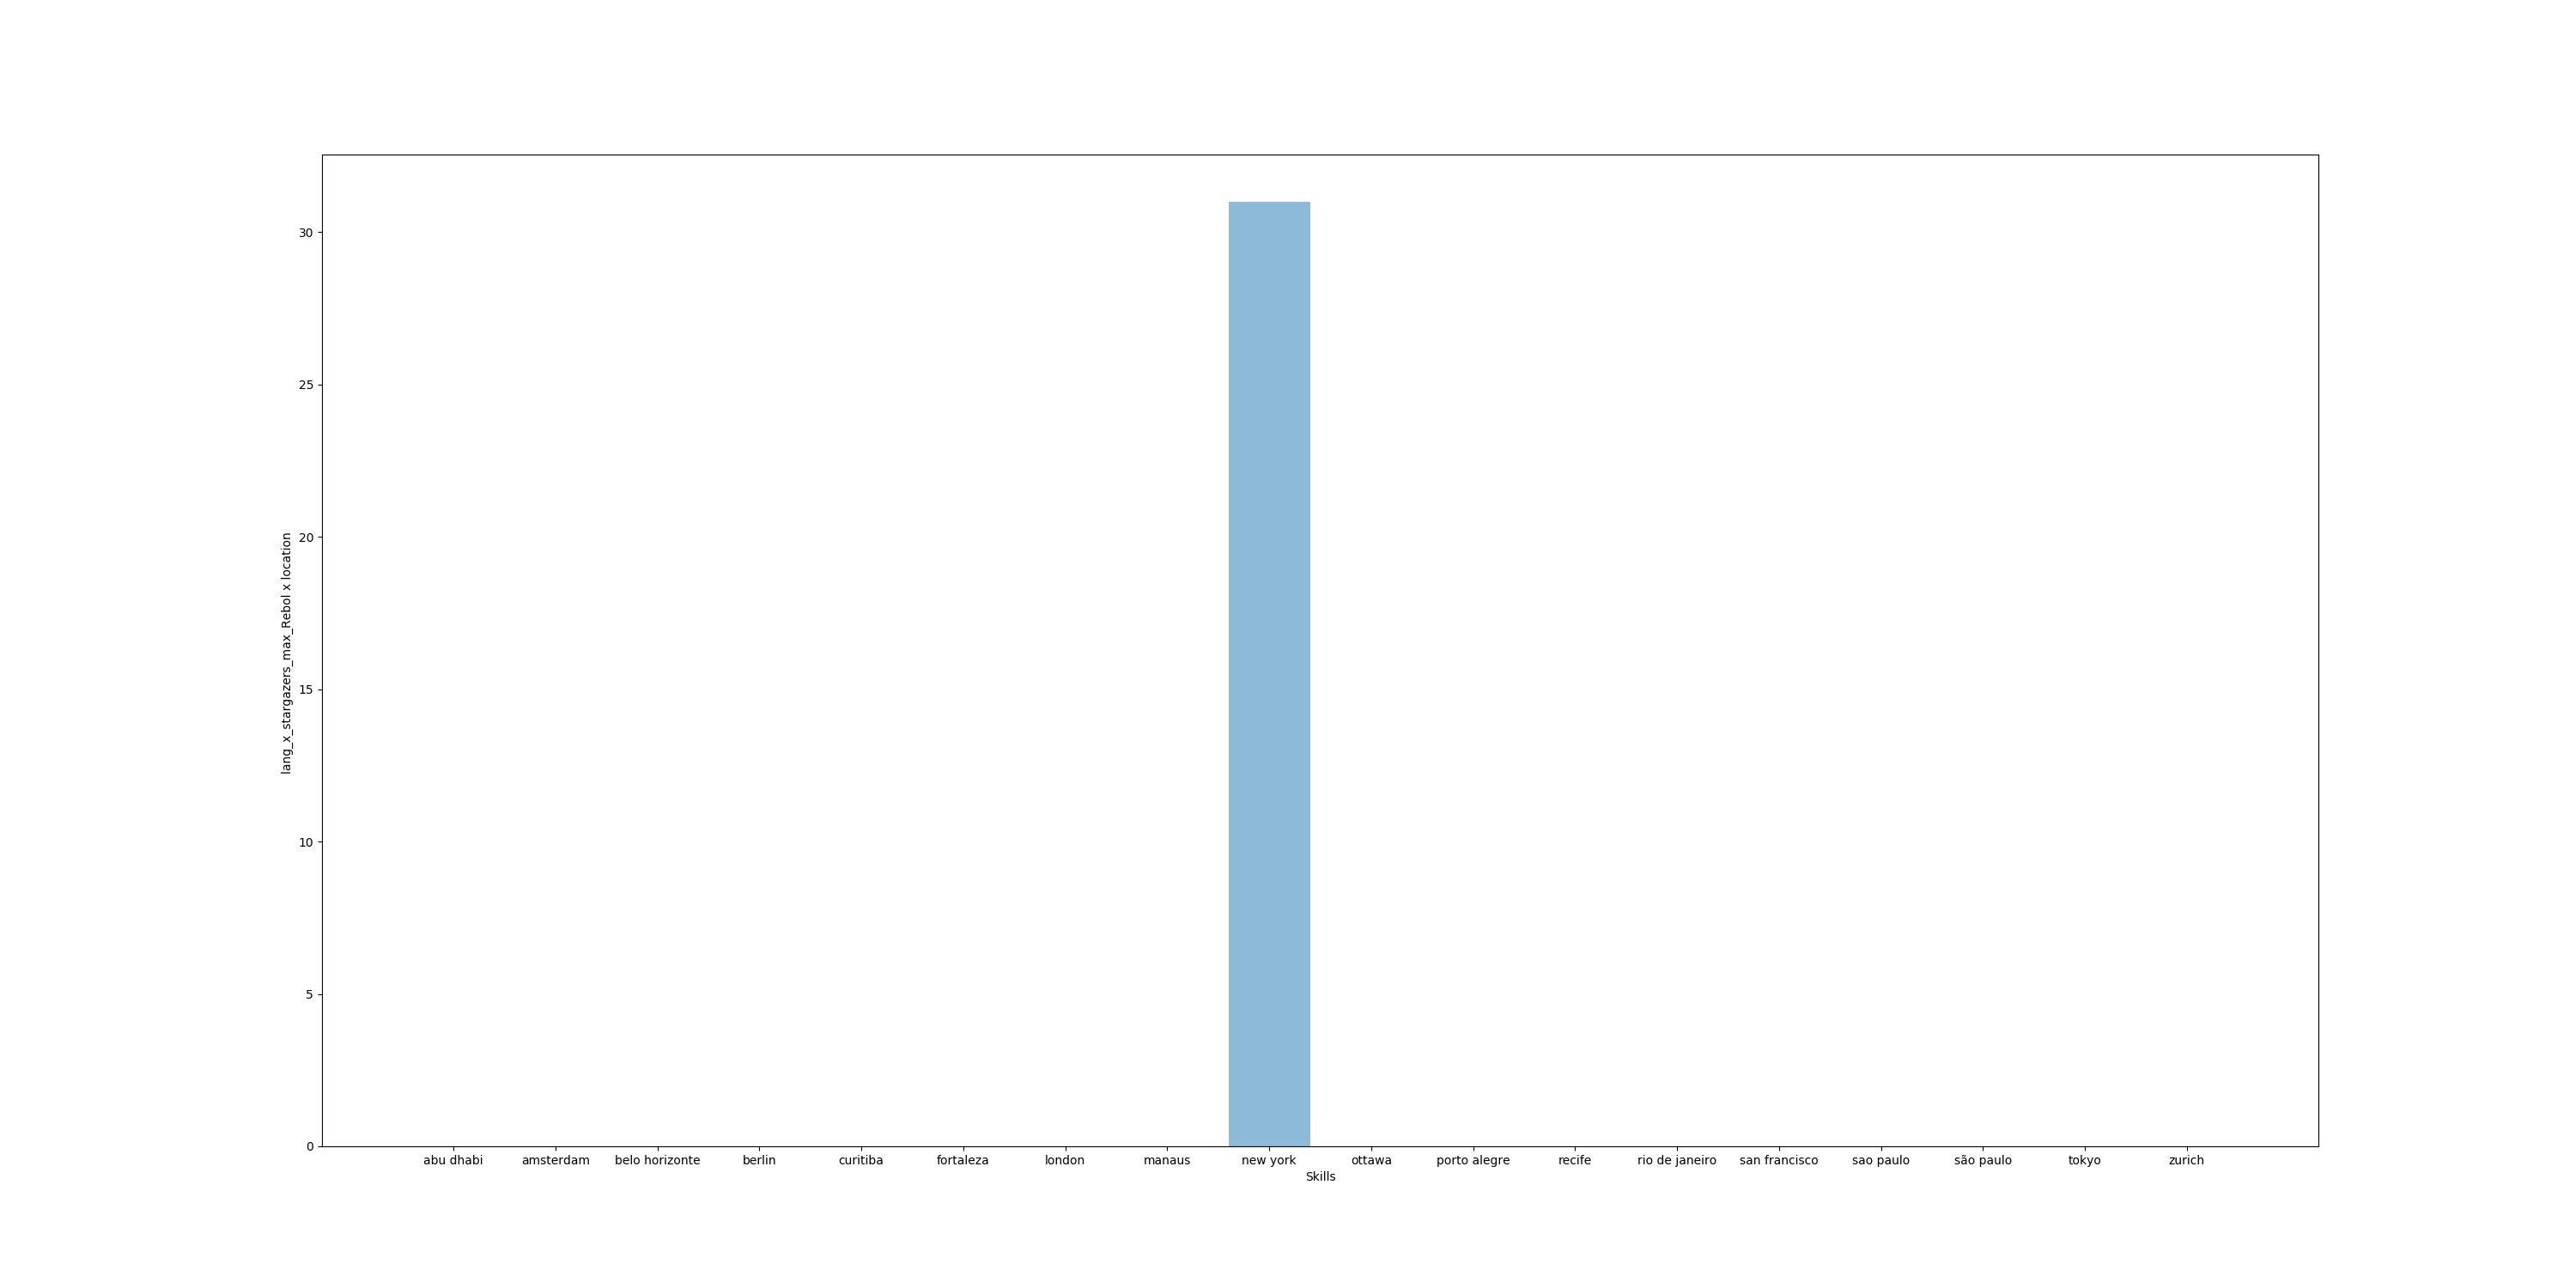 30
25
20
15
10
5
0
lang_x_stargazers_max_Rebol x location
abu dhabi amsterdam belo horizonte berlin curitiba fortaleza london manaus new york ottawa porto alegre recife rio de janeiro san francisco sao paulo são paulo tokyo zurich
Skills